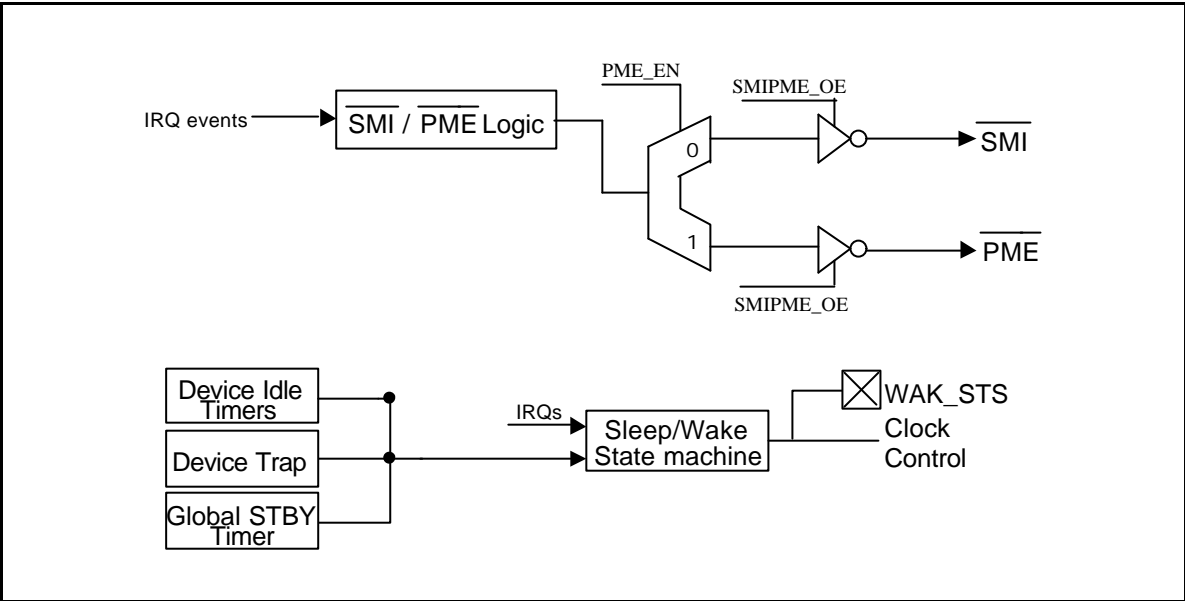 PME_EN
SMIPME_OE
IRQ events
SMI / PME Logic
0
SMI
1
PME
SMIPME_OE
Device Idle
Timers
WAK_STS
IRQs
Sleep/Wake
State machine
Clock
Control
Device Trap
Global STBY
Timer